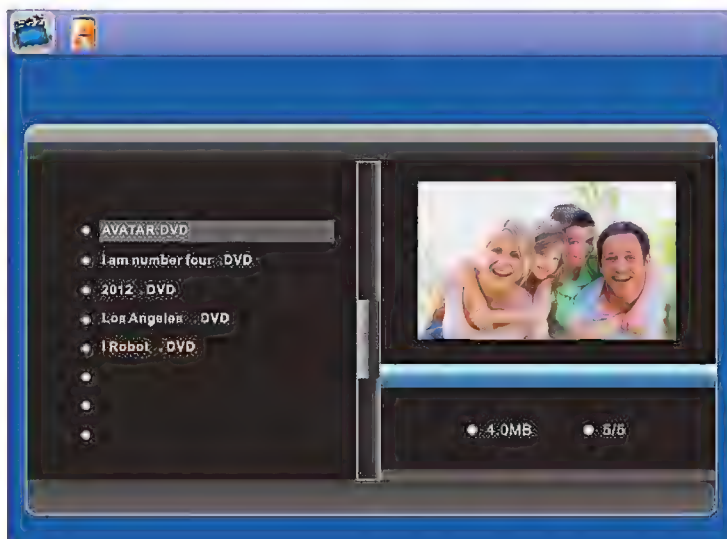 AVATAR.DVD
I am number four .DVD
2012 .DVD
Los Angeles .DVD
I Robot .DVD
4.0MB
5/5